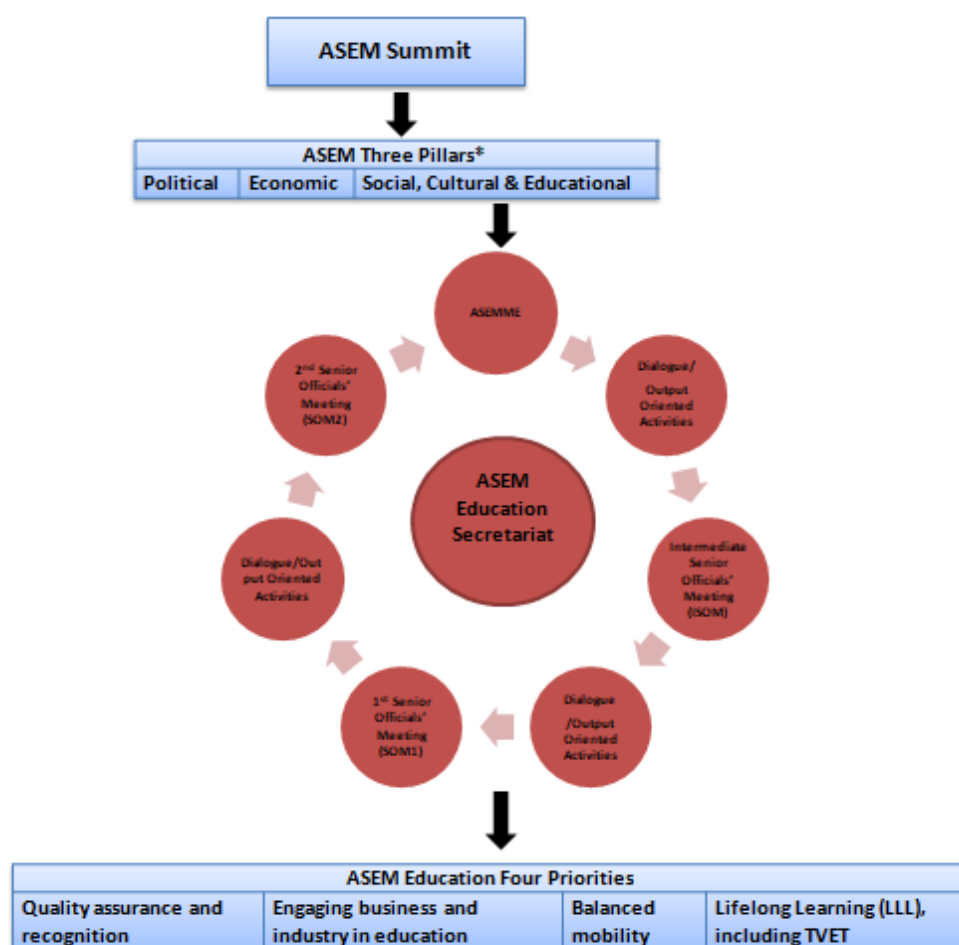 ASEM Summit
ASEM Three Pillars*
Political
Economic
Social, Cultural & Educational
ASEMME
Dialogue/
Output
Oriented
Activities
Intermediate
Senior
Officials'
Meeting
(ISOM)
Dialogue
/Output
Oriented
Activities
1st Senior
Officials'
Meeting
(SOM1)
Dialogue/Out
put Oriented
Activities
2nd Senior
Officials'
Meeting
(SOM2)
ASEM
Education
Secretariat
ASEM Education Four Priorities
Quality assurance and
recognition
Engaging business and
industry in education
Balanced
mobility
Lifelong Learning (LLL),
including TVET